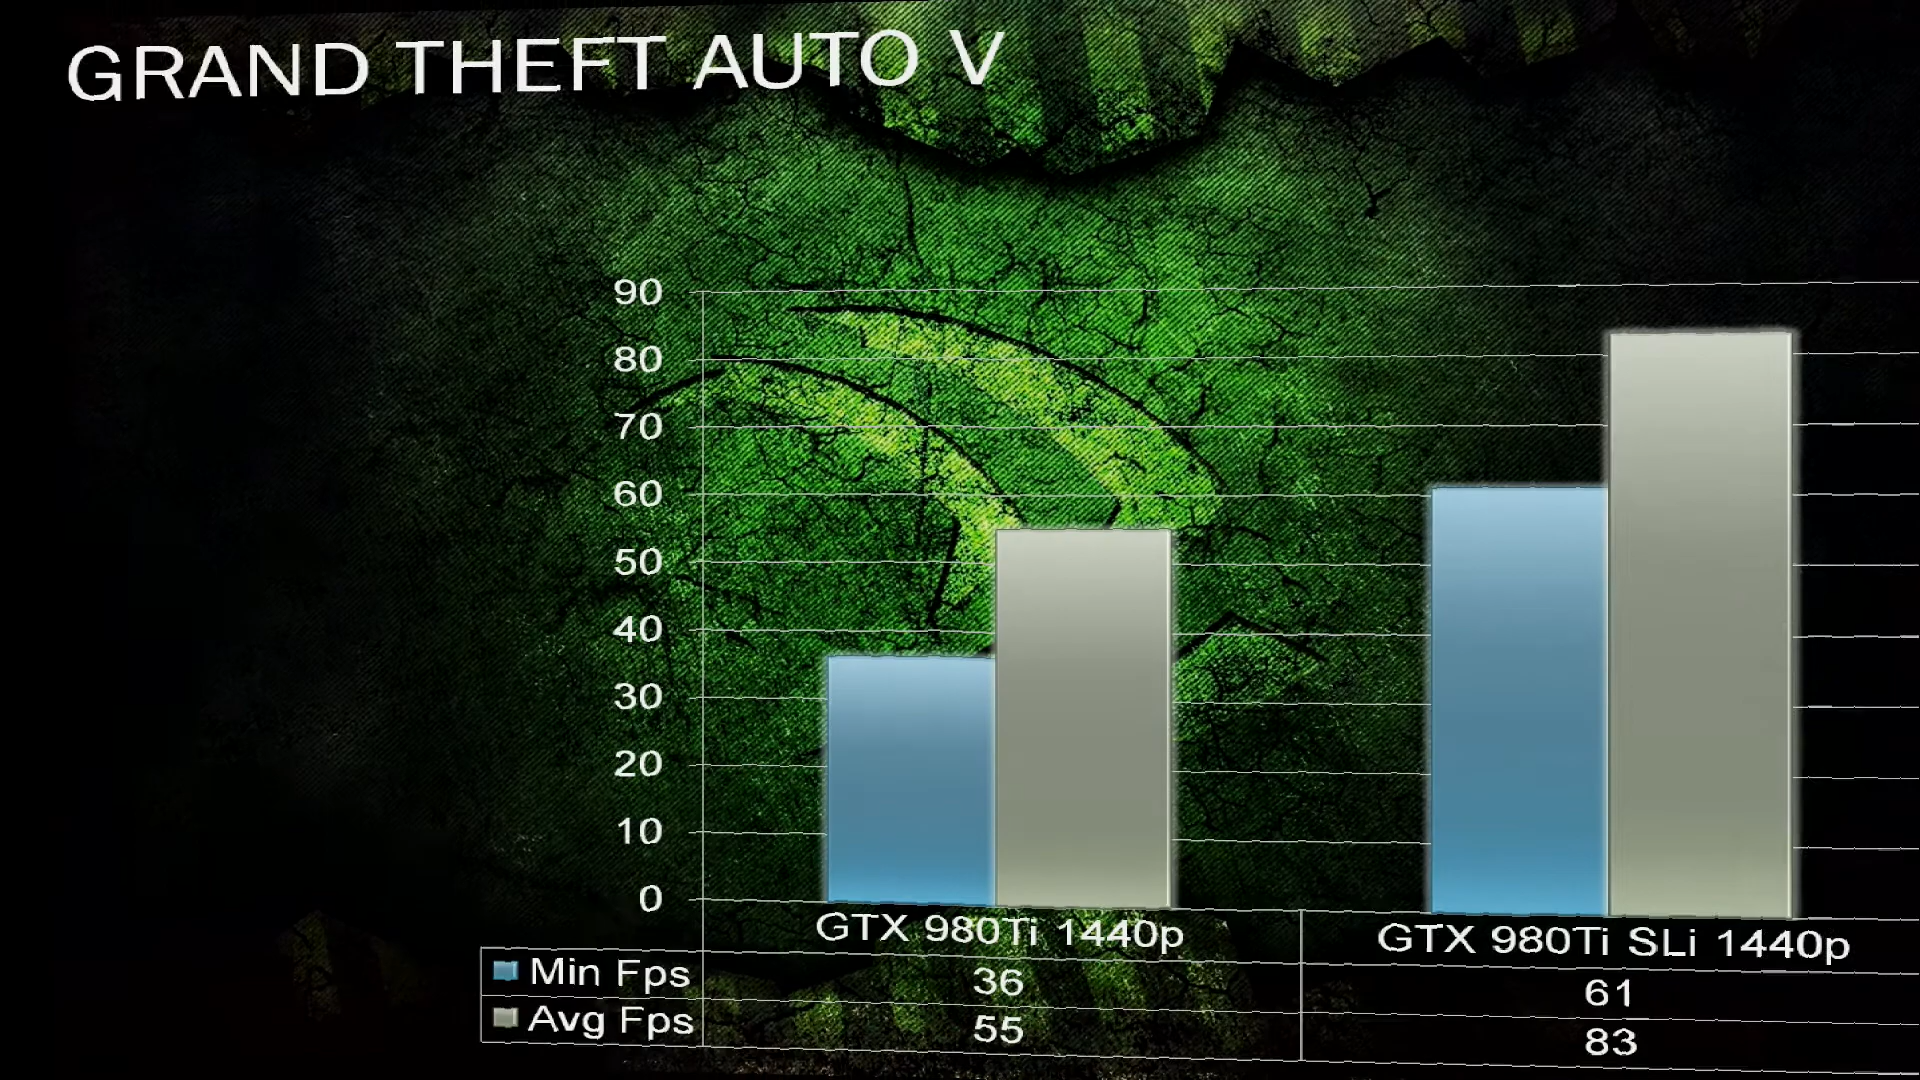 GRAND THEFT AUTO V
90
80
70
60
50
40
30
20
10
0
GTX 980Ti 1440p GTX 980Ti SLi 1440p
Min Fps 36 61
Avg Fps 55 83